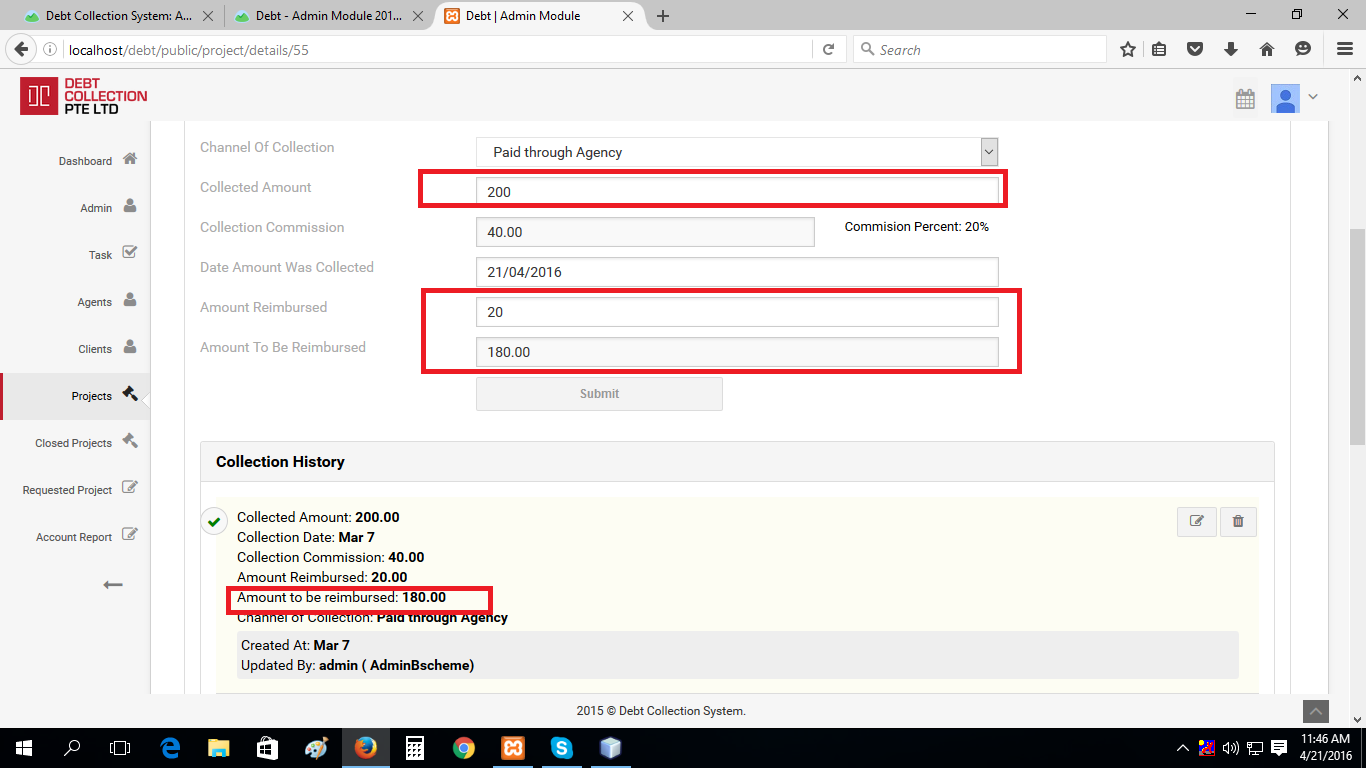 Debt Collection System: A...
Debt - Admin Module 201...
Debt | Admin Module
localhost/debt/public/project/details/55
Search
DEBT
COLLECTION
PTE LTD
Dashboard
Admin
Task
Agents
Clients
Projects
Closed Projects
Requested Project
Account Report
Channel Of Collection
Paid through Agency
Collected Amount
200
Collection Commission
40.00
Commision Percent: 20%
Date Amount Was Collected
21/04/2016
Amount Reimbursed
20
Amount To Be Reimbursed
180.00
Submit
Collection History
Collected Amount: 200.00
Collection Date: Mar 7
Collection Commission: 40.00
Amount Reimbursed: 20.00
Amount to be reimbursed: 180.00
Channel of Collection: Paid through Agency
Created At: Mar 7
Updated By: admin ( AdminBscheme)
2015 © Debt Collection System.
11:46 AM
4/21/2016